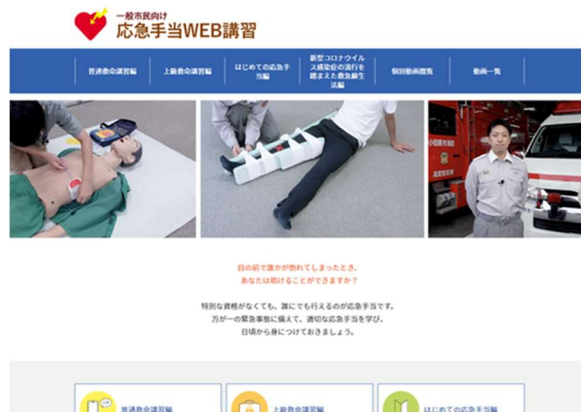 一般市民向け
応急手当WEB講習
普通救命講習編
上級救命講習編
はじめての応急手
当編
新型コロナウイル
ス感染症の流行を
踏まえた救急蘇生
法編
個別動画閲覧
動画一覧
小田原市消防
目の前で誰かが倒れてしまったとき、
あなたは助けることができますか？
特別な資格がなくても、誰にでも行えるのが応急手当です。
万が一の緊急事態に備えて、適切な応急手当を学び、
日頃から身につけておきましょう。
普通救命講習編
上級救命講習編
はじめての応急手当編